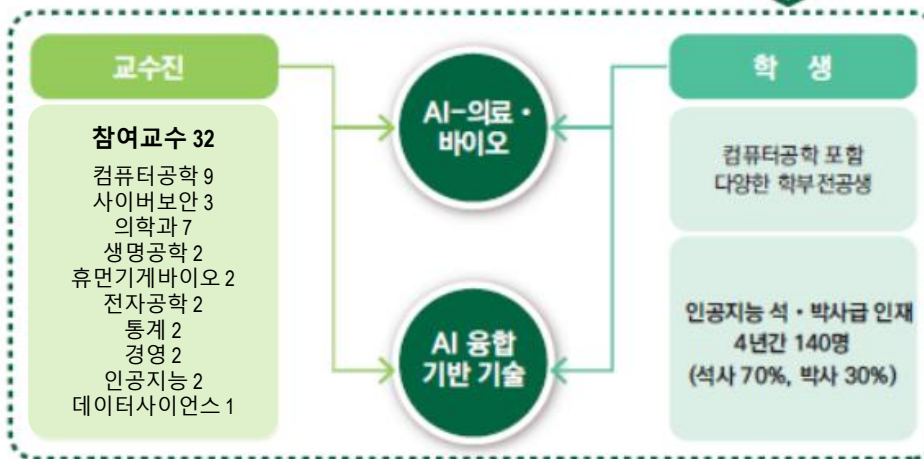 교수진
참여교수 32
컴퓨터공학 9
사이버보안 3
의학과 7
생명공학 2
휴먼기게바이오 2
전자공학 2
통계 2
경영 2
인공지능 2
데이터사이언스 1
AI-의료・
바이오
AI 융합
기반 기술
학 생
컴퓨터공학 포함
다양한 학부전공생
인공지능 석・박사급 인재
4년간 140명
(석사 70%, 박사 30%)